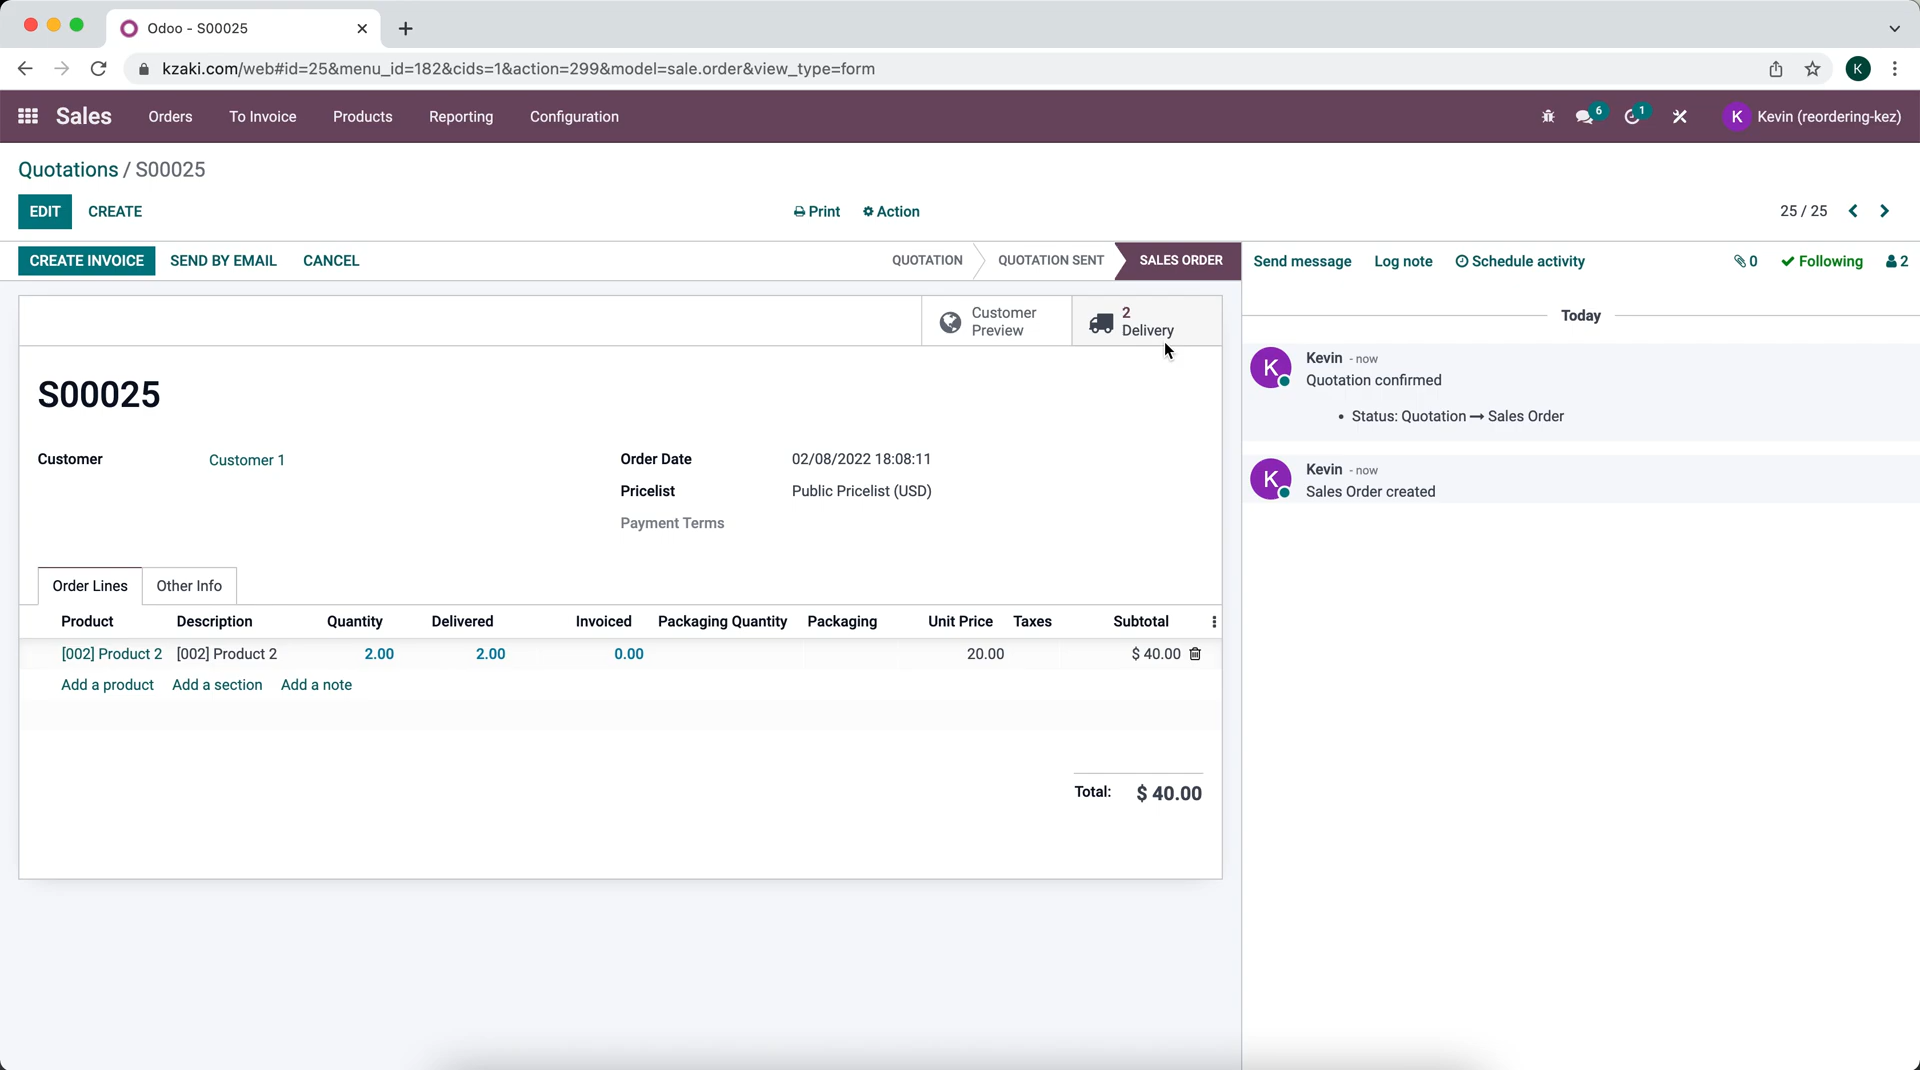 Odoo - S00025
kzaki.com/web#id=25&menu_id=182&cids=1&action=299&model=sale.order&view_type=form
K
Sales
Orders
To Invoice
Products
Reporting
Configuration
6
1
K
Kevin (reordering-kez)
Quotations / S00025
EDIT
CREATE
Print
Action
25 / 25
CREATE INVOICE
SEND BY EMAIL
CANCEL
QUOTATION
QUOTATION SENT
SALES ORDER
Send message
Log note
Schedule activity
0
Following
2
Customer
Preview
2
Delivery
S00025
Customer
Customer 1
Order Date
02/08/2022 18:08:11
Pricelist
Public Pricelist (USD)
Payment Terms
Order Lines
Other Info
Product Description Quantity Delivered Invoiced Packaging Quantity Packaging Unit Price Taxes Subtotal
[002] Product 2 [002] Product 2 2.00 2.00 0.00 20.00 $ 40.00
Add a product Add a section Add a note
Total: $ 40.00
Today
K
Kevin - now
Quotation confirmed
• Status: Quotation → Sales Order
K
Kevin - now
Sales Order created